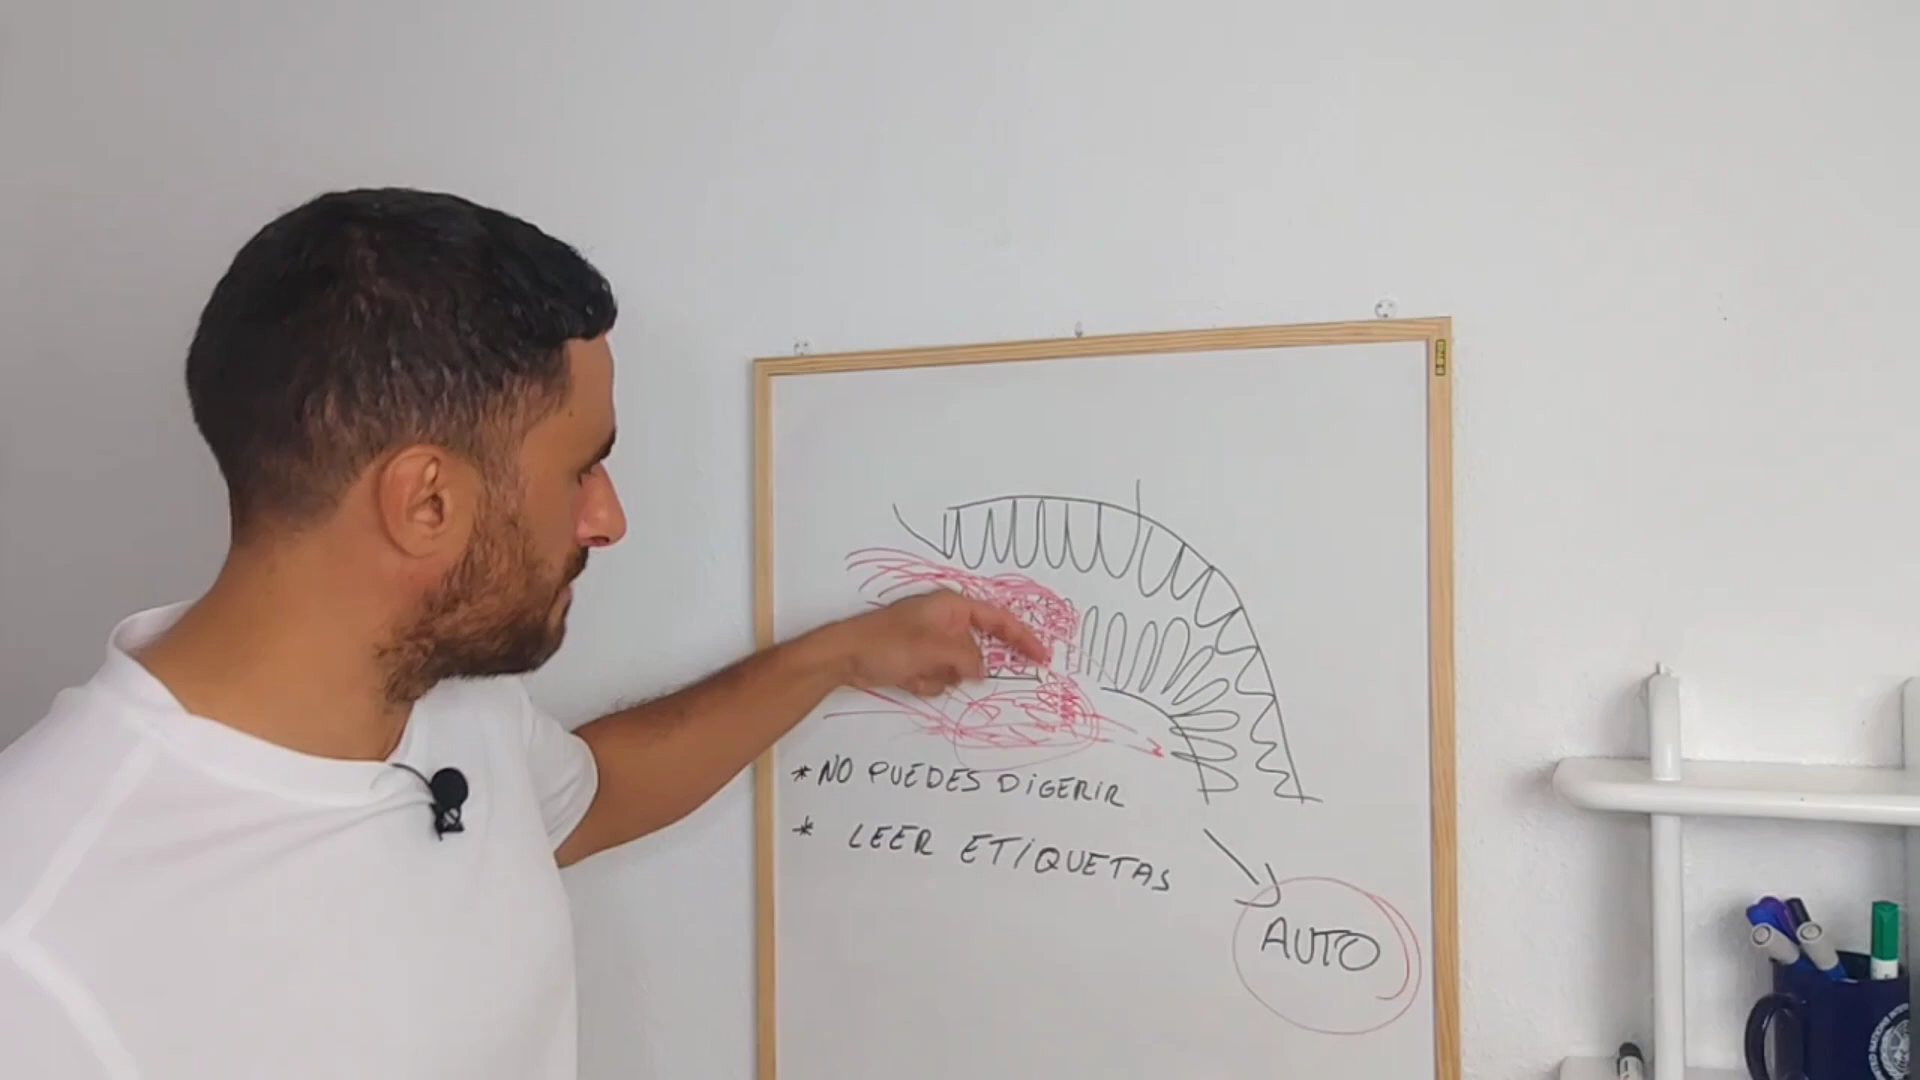 * NO PUEDES DIGERIR
* LEER ETIQUETAS
AUTO